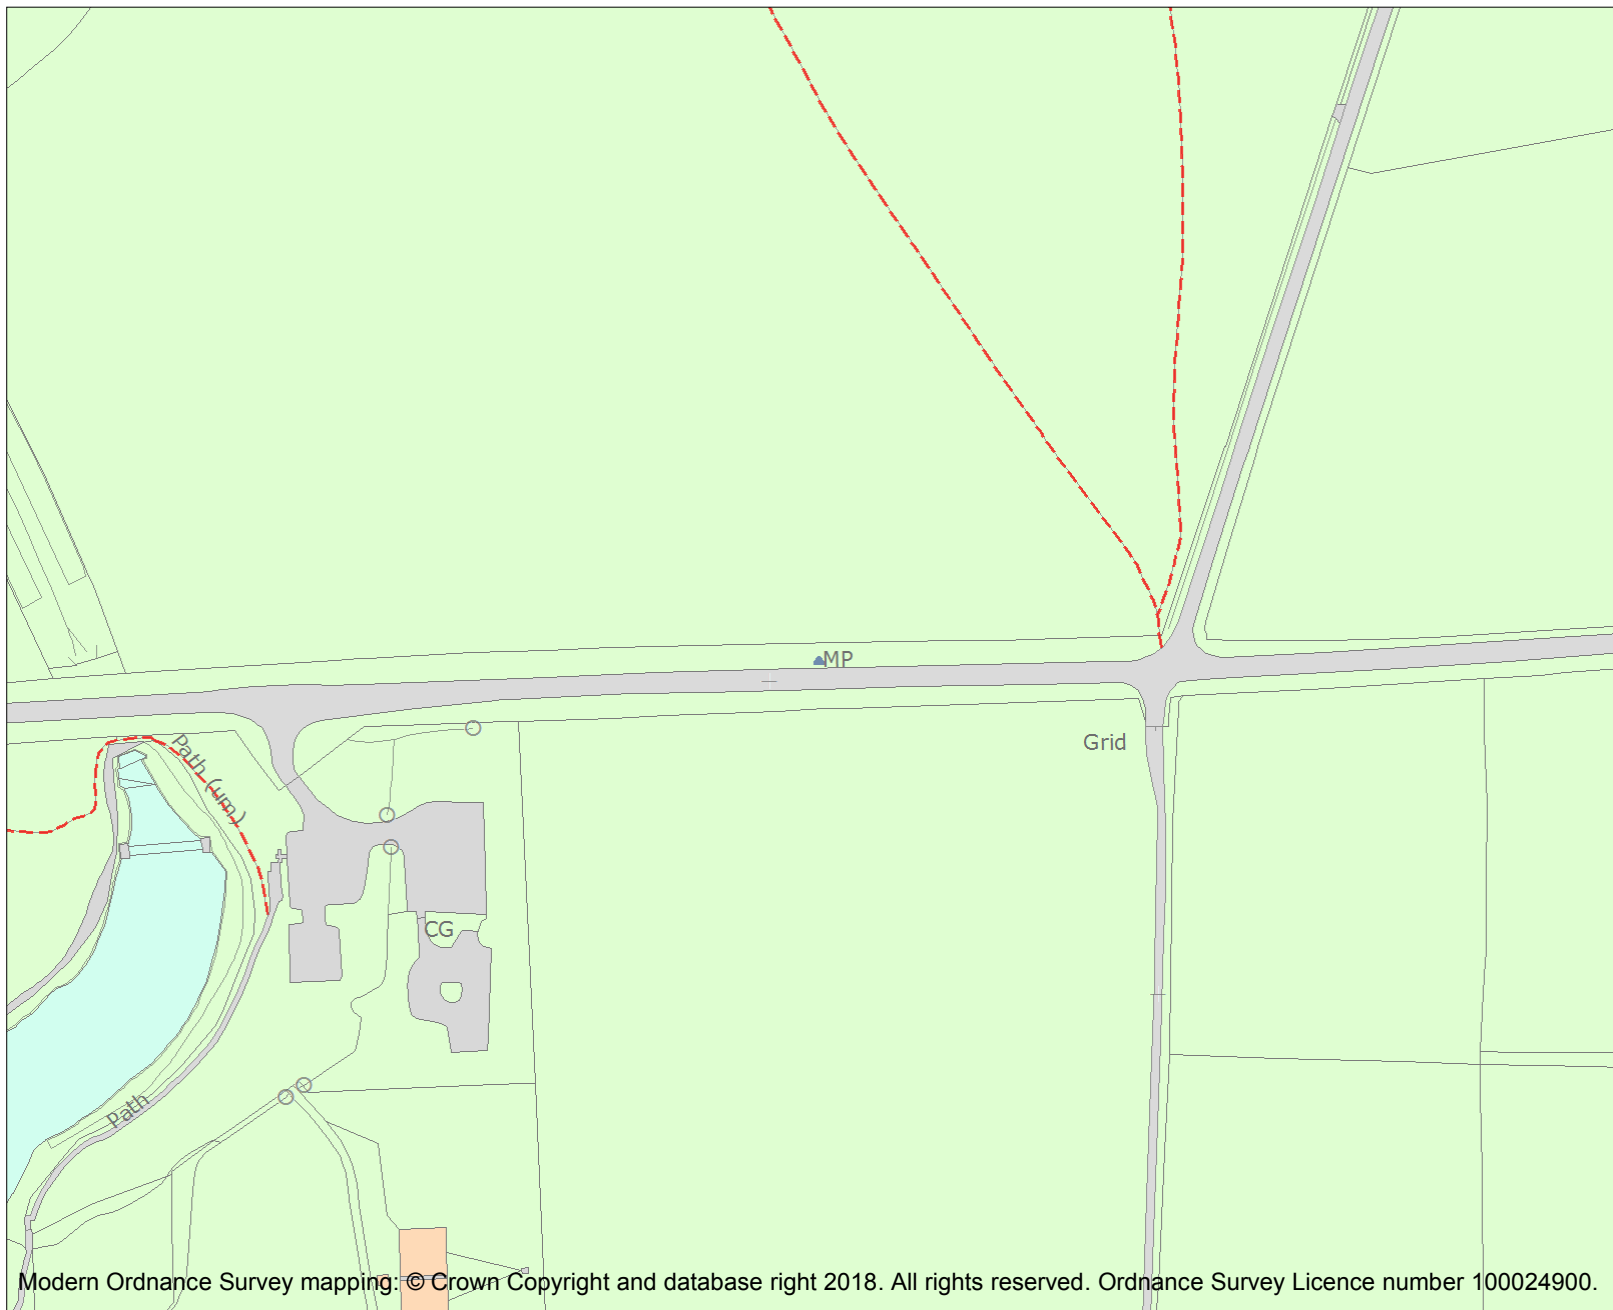 MP
Path (um)
Grid
CG
Path
Modern Ordnance Survey mapping: © Crown Copyright and database right 2018. All rights reserved. Ordnance Survey Licence number 100024900.